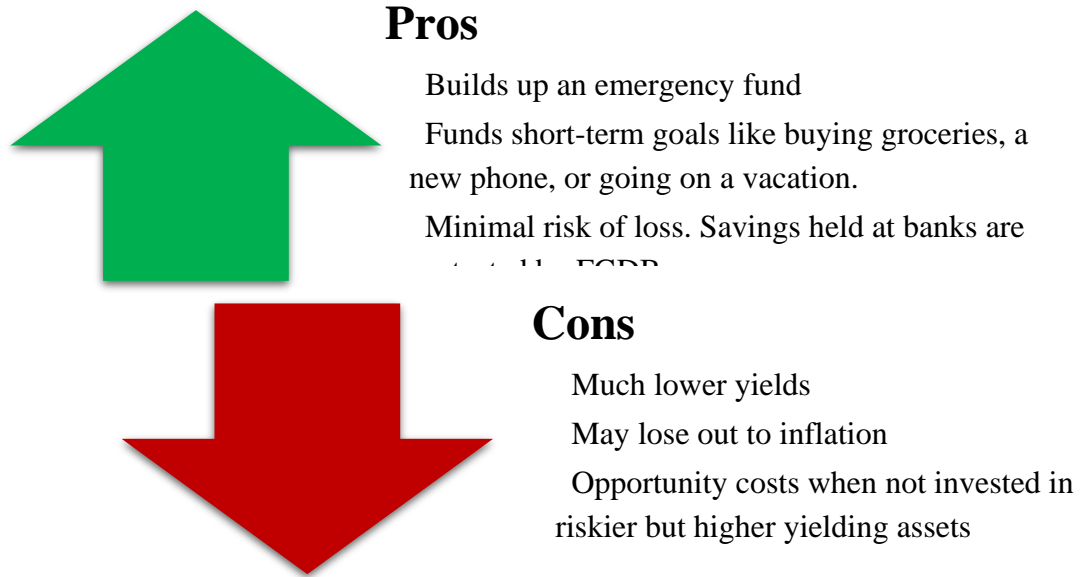 Pros
Builds up an emergency fund
Funds short-term goals like buying groceries, a
new phone, or going on a vacation.
Minimal risk of loss. Savings held at banks are
Cons
Much lower yields
May lose out to inflation
Opportunity costs when not invested in
riskier but higher yielding assets